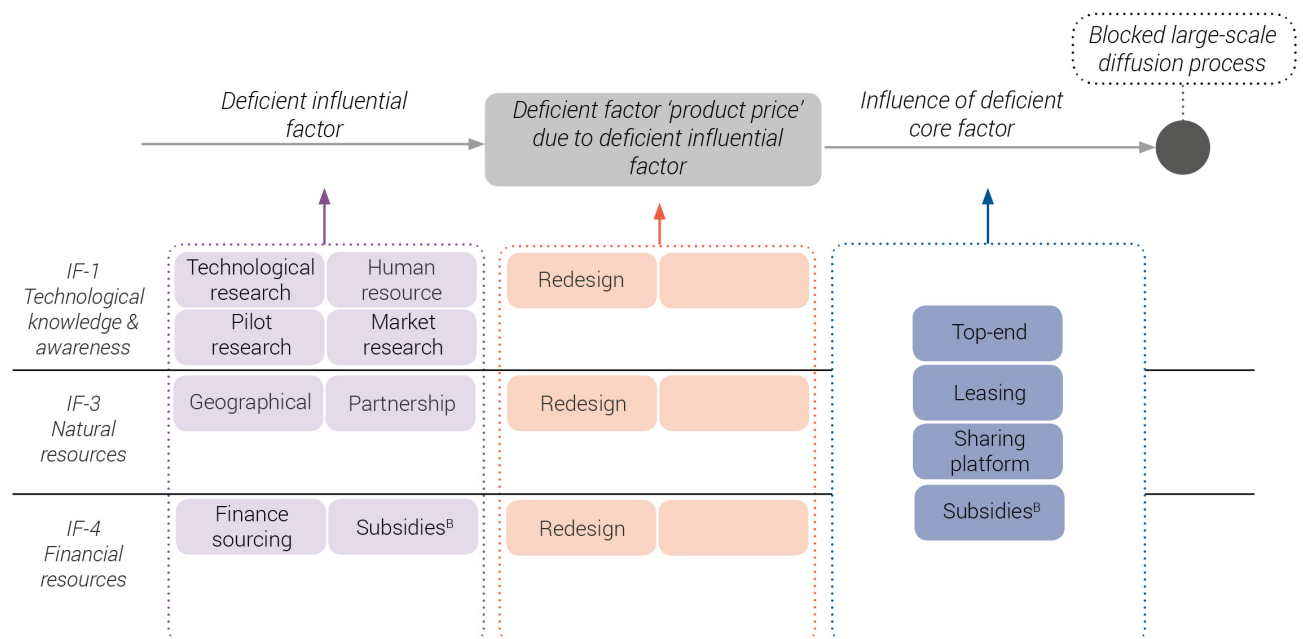 Blocked large-scale
diffusion process
Deficient influential
factor
Deficient factor ‘product price’
due to deficient influential
factor
Influence of deficient
core factor
IF-1
Technological
knowledge &
awareness
Technological
research
Human
resource
Pilot
research
Market
research
Redesign
Top-end
Leasing
Sharing
platform
Subsidiesᴮ
IF-3
Natural
resources
Geographical
Partnership
Redesign
IF-4
Financial
resources
Finance
sourcing
Subsidiesᴮ
Redesign